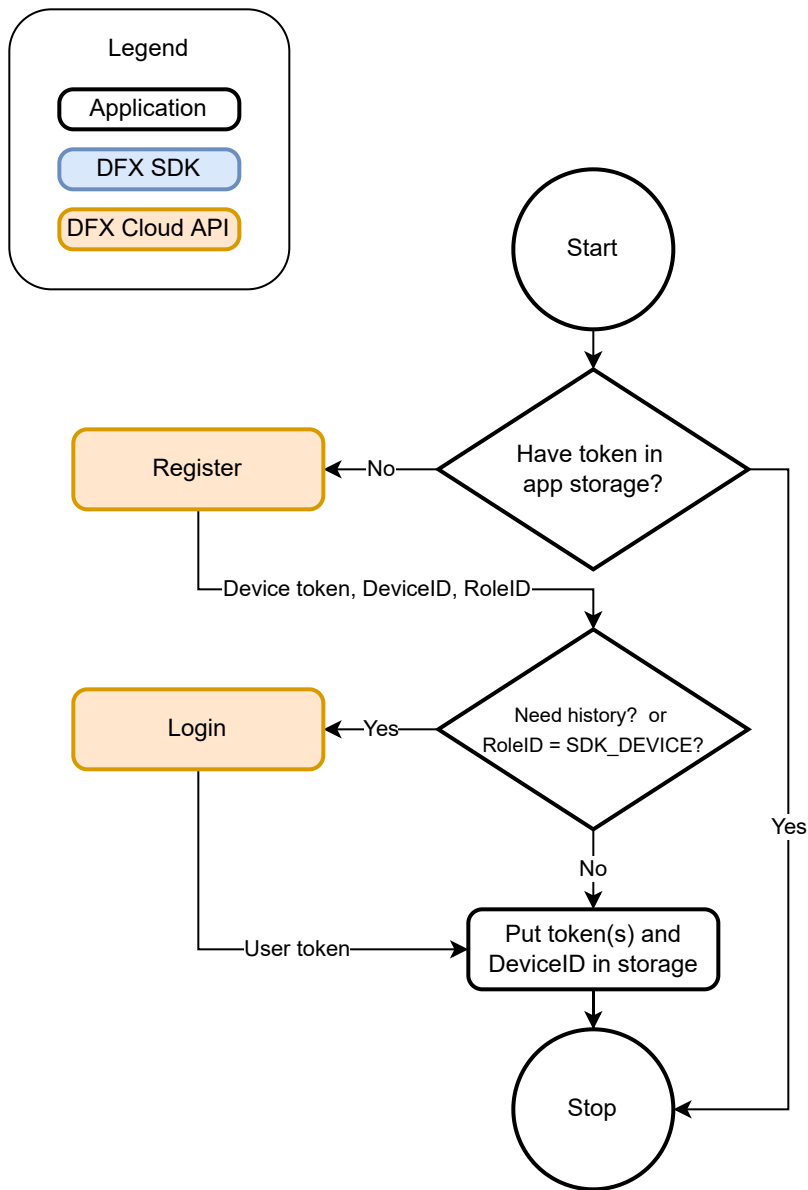 Legend
Application
DFX SDK
DFX Cloud API
Start
Have token in
app storage?
No
Register
Device token, DeviceID, RoleID
Need history?  or
RoleID = SDK_DEVICE?
Yes
Login
Yes
No
Put token(s) and
DeviceID in storage
User token
Stop